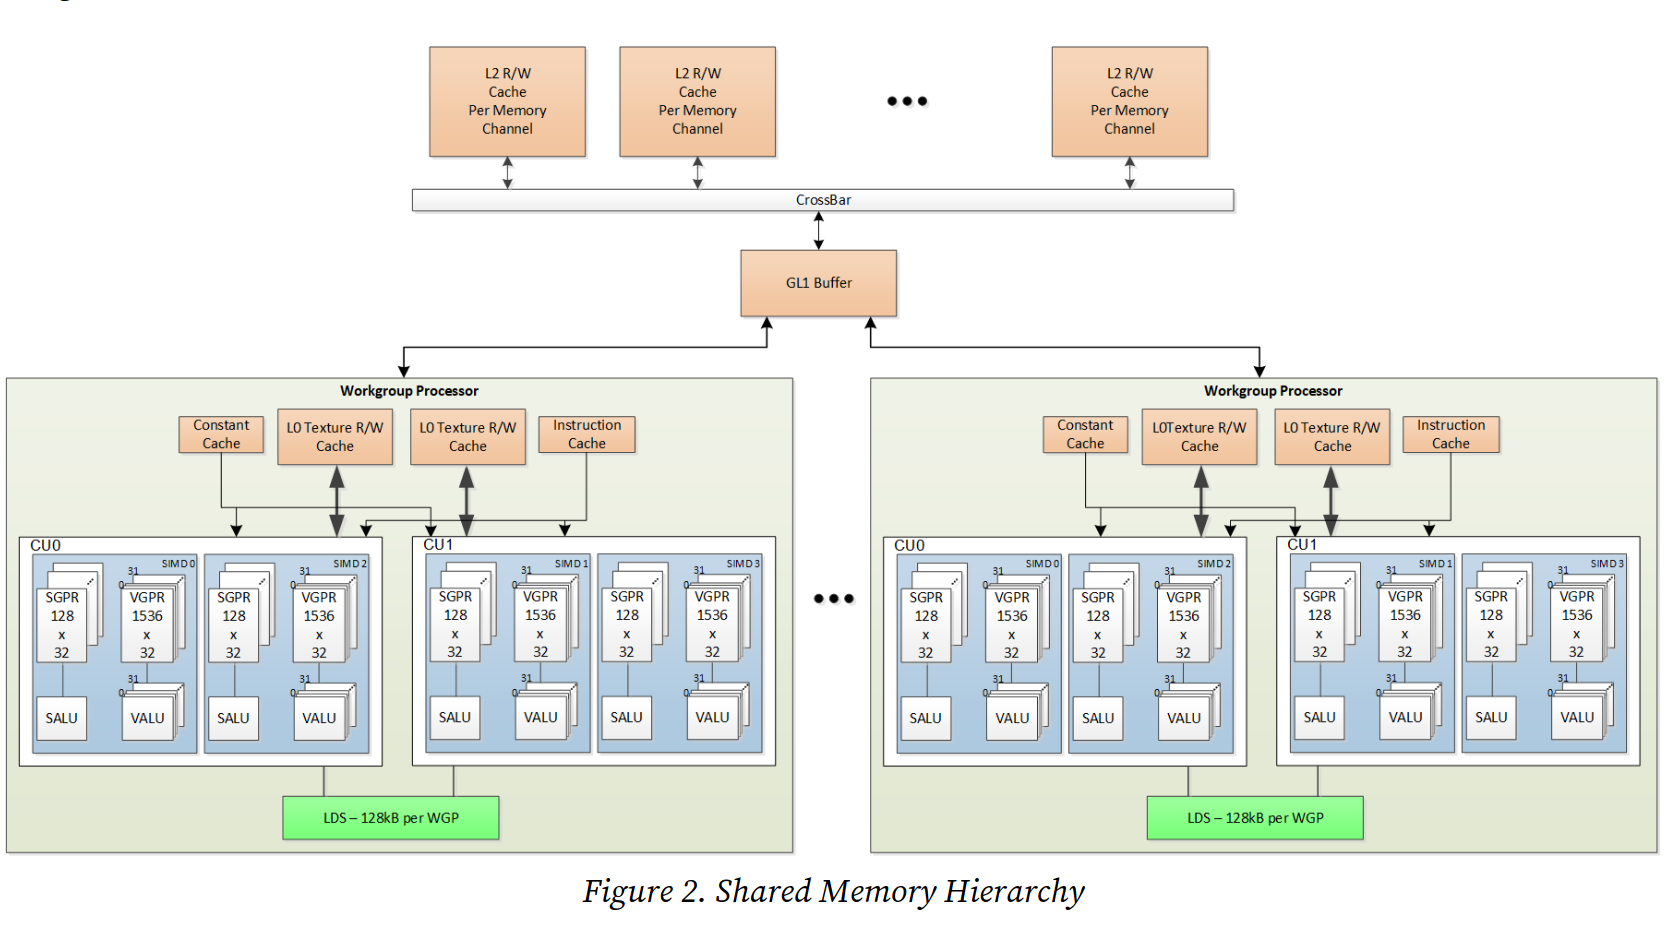 L2 R/W
Cache
Per Memory
Channel
L2 R/W
Cache
Per Memory
Channel
L2 R/W
Cache
Per Memory
Channel
CrossBar
GL1 Buffer
Workgroup Processor
Constant
Cache
L0 Texture R/W
Cache
L0 Texture R/W
Cache
Instruction
Cache
CU0
SIMD 0
SGPR
128
x
32
31
0
VGPR
1536
x
32
SALU
31
0
VALU
SIMD 2
SGPR
128
x
32
31
0
VGPR
1536
x
32
SALU
31
0
VALU
CU1
SIMD 1
SGPR
128
x
32
31
0
VGPR
1536
x
32
SALU
31
0
VALU
SIMD 3
SGPR
128
x
32
31
0
VGPR
1536
x
32
SALU
31
0
VALU
LDS – 128kB per WGP
Workgroup Processor
Constant
Cache
L0Texture R/W
Cache
L0 Texture R/W
Cache
Instruction
Cache
CU0
SIMD 0
SGPR
128
x
32
31
0
VGPR
1536
x
32
SALU
31
0
VALU
SIMD 2
SGPR
128
x
32
31
0
VGPR
1536
x
32
SALU
31
0
VALU
CU1
SIMD 1
SGPR
128
x
32
31
0
VGPR
1536
x
32
SALU
31
0
VALU
SIMD 3
SGPR
128
x
32
31
0
VGPR
1536
x
32
SALU
31
0
VALU
LDS – 128kB per WGP
Figure 2. Shared Memory Hierarchy